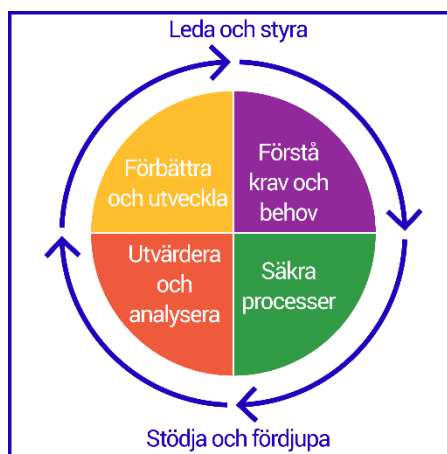 Leda och styra
Förbättra
och utveckla
Förstå
krav och
behov
Utvärdera
och
analysera
Säkra
processer
Stödja och fördjupa